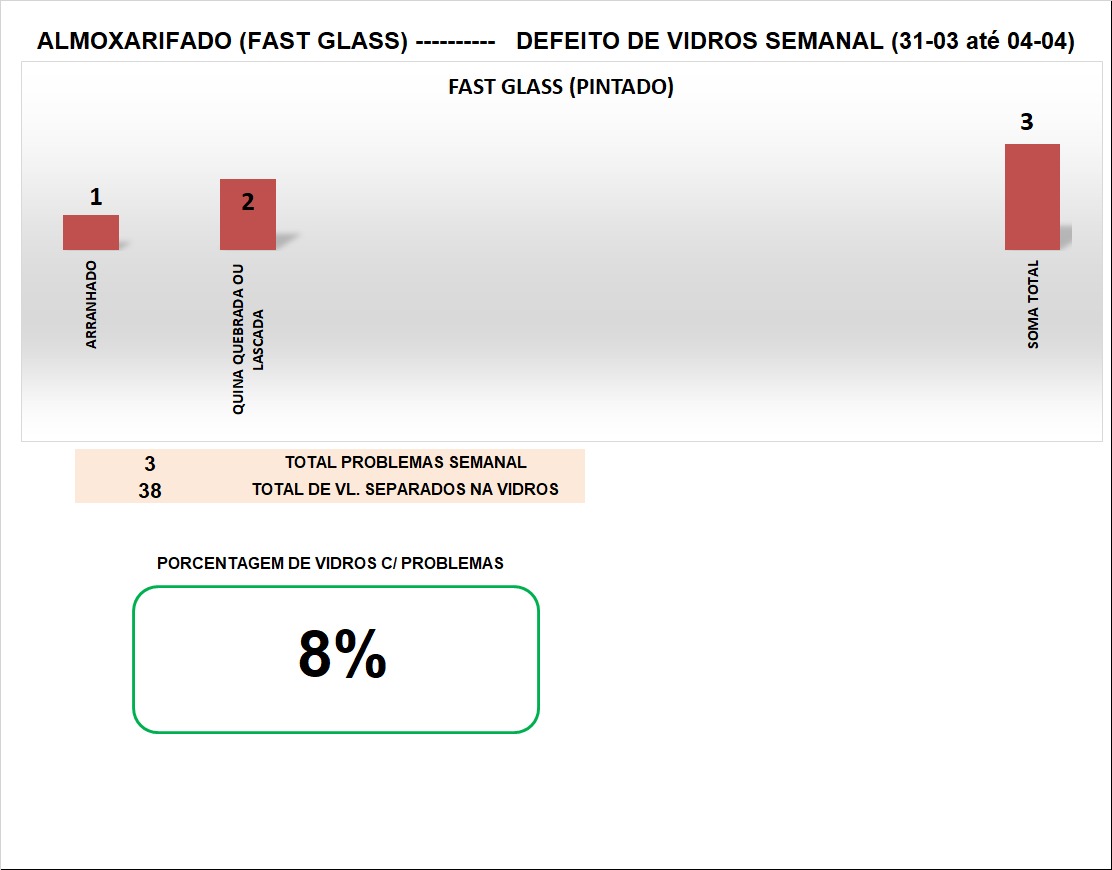 ALMOXARIFADO (FAST GLASS) ---------- DEFEITO DE VIDROS SEMANAL (31-03 até 04-04)
FAST GLASS (PINTADO)
1
2
3
ARRANHADO
QUINA QUEBRADA OU
LASCADA
SOMA TOTAL
3 TOTAL PROBLEMAS SEMANAL
38 TOTAL DE VL. SEPARADOS NA VIDROS
PORCENTAGEM DE VIDROS C/ PROBLEMAS
8%